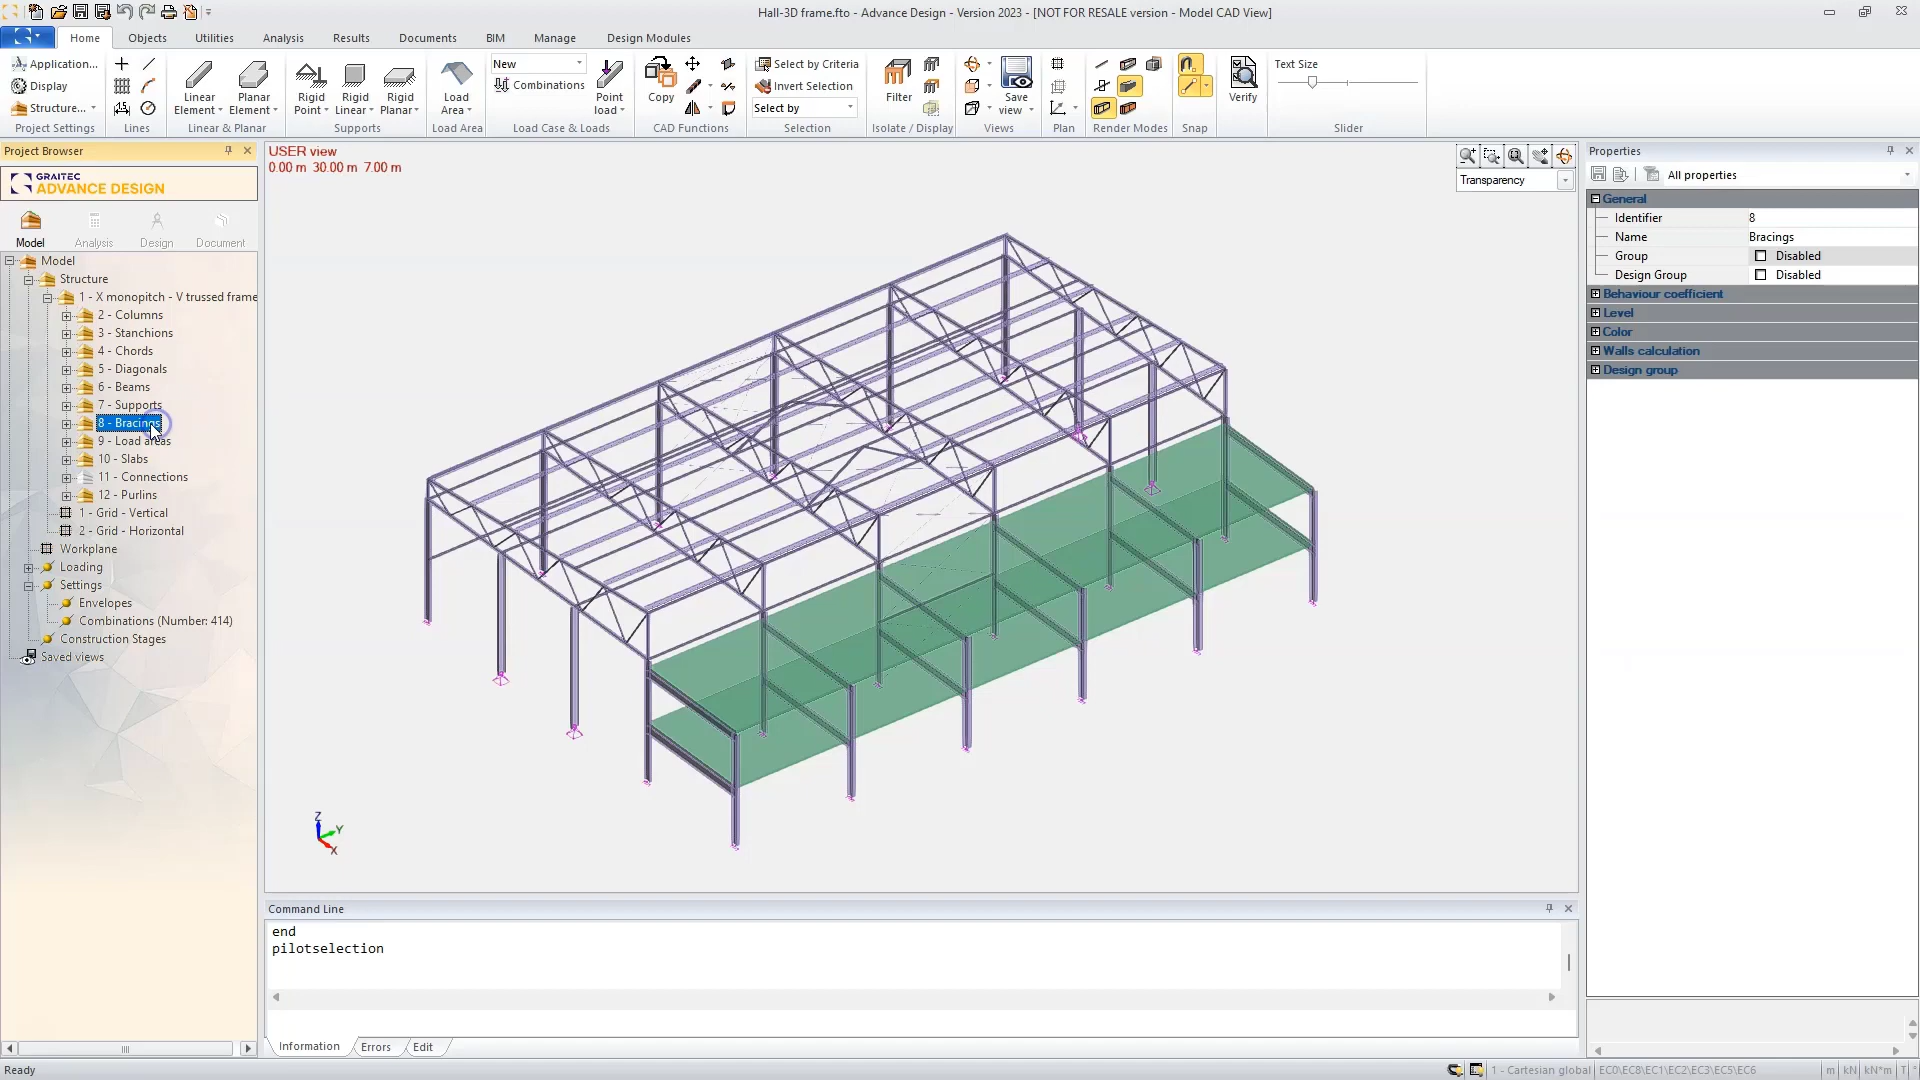 Hall-3D frame.fto - Advance Design - Version 2023 - [NOT FOR RESALE version - Model CAD View]
Home
Objects
Utilities
Analysis
Results
Documents
BIM
Manage
Design Modules
Application...
Display
Structure...
Project Settings
Lines
Linear Element
Planar Element
Linear & Planar
Rigid Point
Rigid Linear
Rigid Planar
Supports
Load Area
Load Area
New
Combinations
Point load
Load Case & Loads
Copy
CAD Functions
Select by Criteria
Invert Selection
Select by
Selection
Filter
Isolate / Display
Save view
Views
Plan
Render Modes
Snap
Verify
Text Size
Slider
Project Browser
GRAITEC
ADVANCE DESIGN
Model
Analysis
Design
Document
Model
Structure
1 - X monopitch - V trussed frame
2 - Columns
3 - Stanchions
4 - Chords
5 - Diagonals
6 - Beams
7 - Supports
8 - Bracings
9 - Load areas
10 - Slabs
11 - Connections
12 - Purlins
1 - Grid - Vertical
2 - Grid - Horizontal
Workplane
Loading
Settings
Envelopes
Combinations (Number: 414)
Construction Stages
Saved views
USER view
0.00 m 30.00 m 7.00 m
Transparency
Z
Y
X
Command Line
end
pilotselection
Information
Errors
Edit
Properties
All properties
General
Identifier 8
Name Bracings
Group Disabled
Design Group Disabled
Behaviour coefficient
Level
Color
Walls calculation
Design group
Ready
1 - Cartesian global
EC0\EC8\EC1\EC2\EC3\EC5\EC6
m
kN
kN*m
T